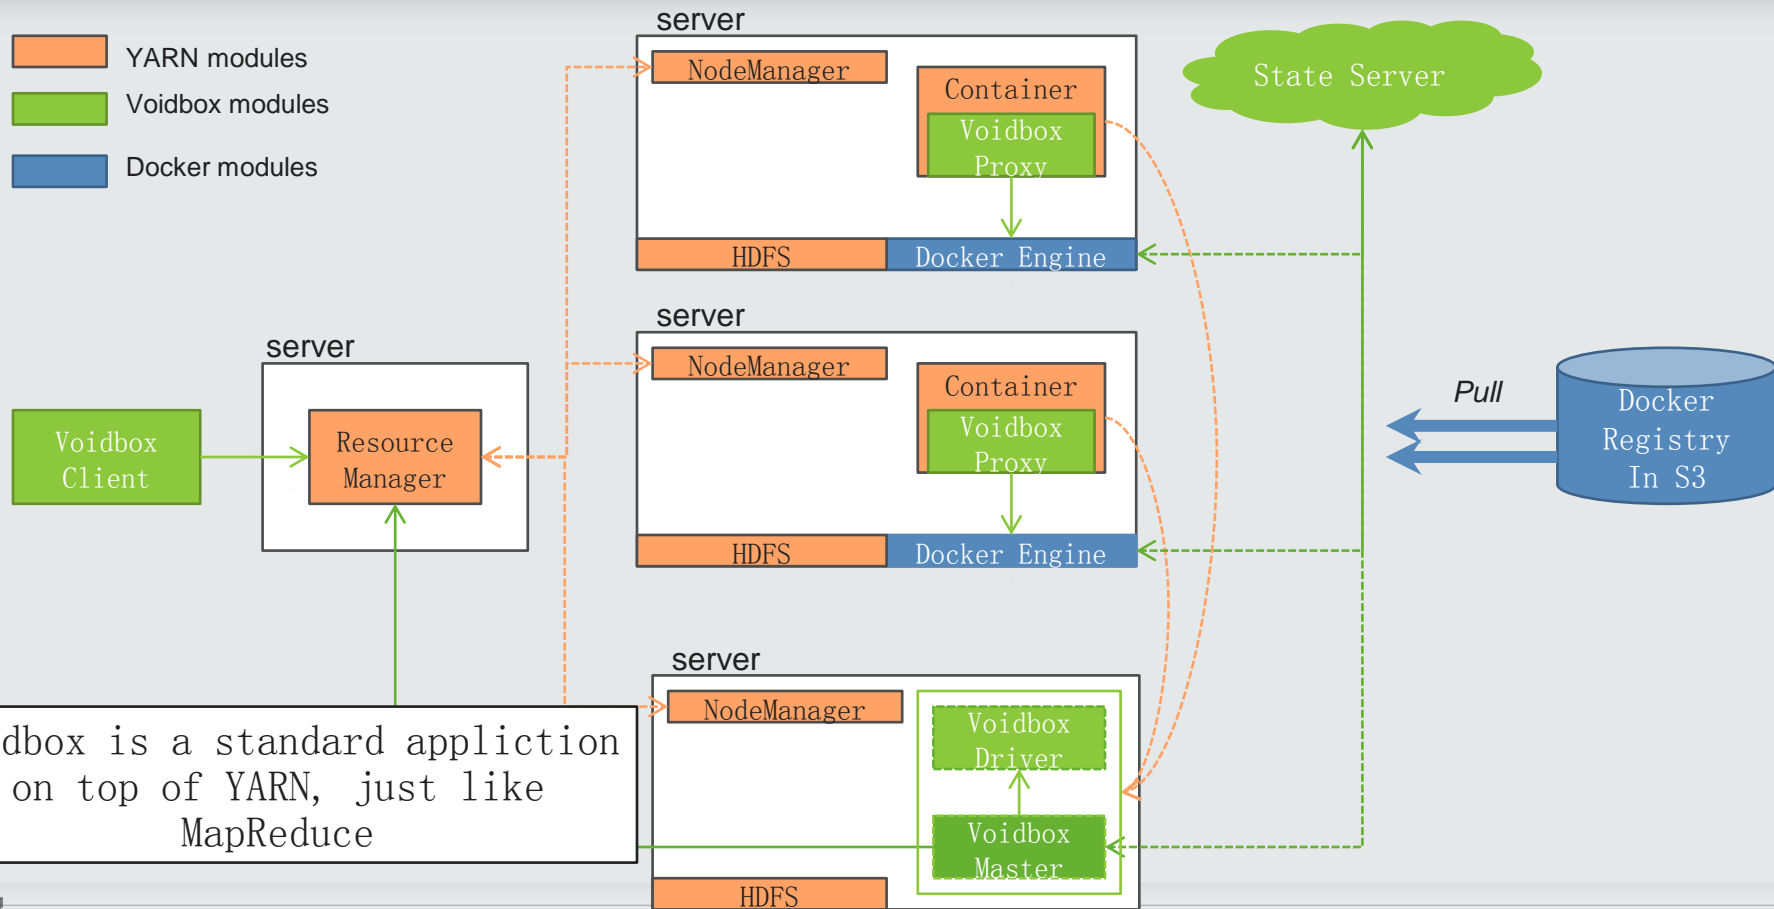 YARN modules
Voidbox modules
Docker modules
server
NodeManager
Container
Voidbox
Proxy
HDFS
Docker Engine
State Server
server
NodeManager
Container
Voidbox
Proxy
HDFS
Docker Engine
server
Resource
Manager
Voidbox
Client
Pull
Docker
Registry
In S3
server
NodeManager
Voidbox
Driver
Voidbox
Master
HDFS
dbox is a standard appliction
on top of YARN, just like
MapReduce